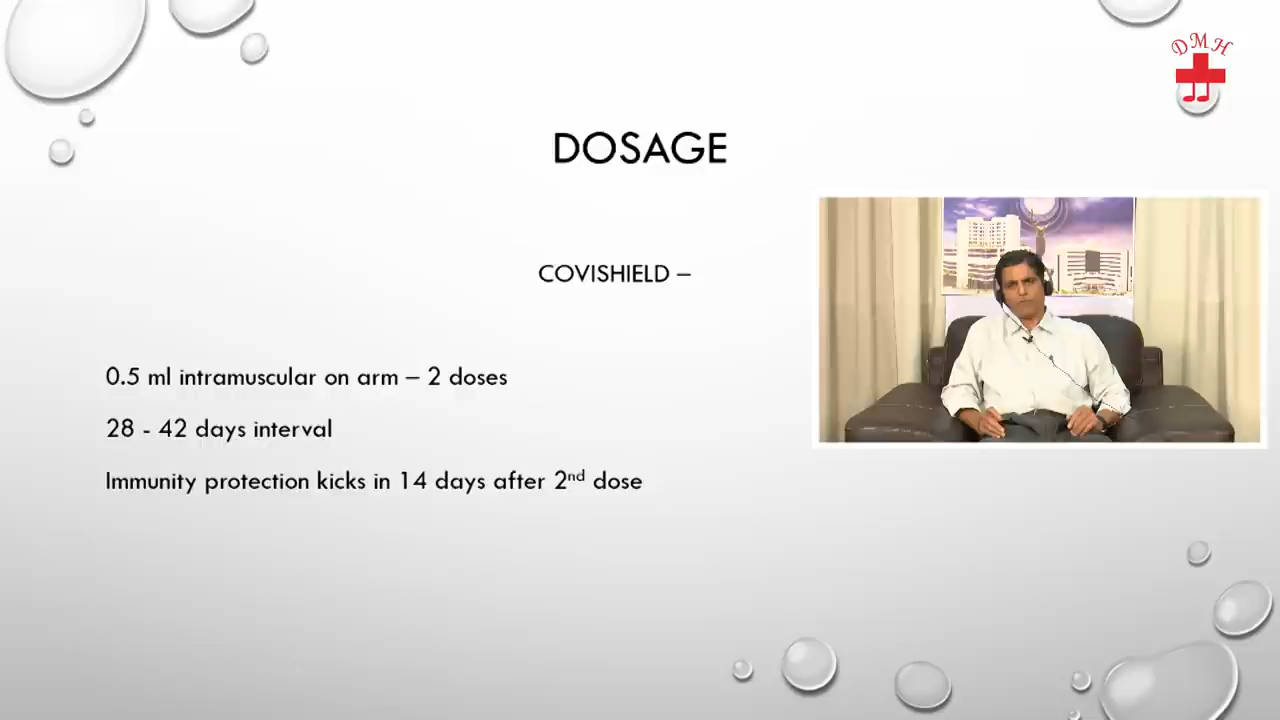 DMH
DOSAGE
COVISHIELD –
0.5 ml intramuscular on arm – 2 doses
28 - 42 days interval
Immunity protection kicks in 14 days after 2nd dose